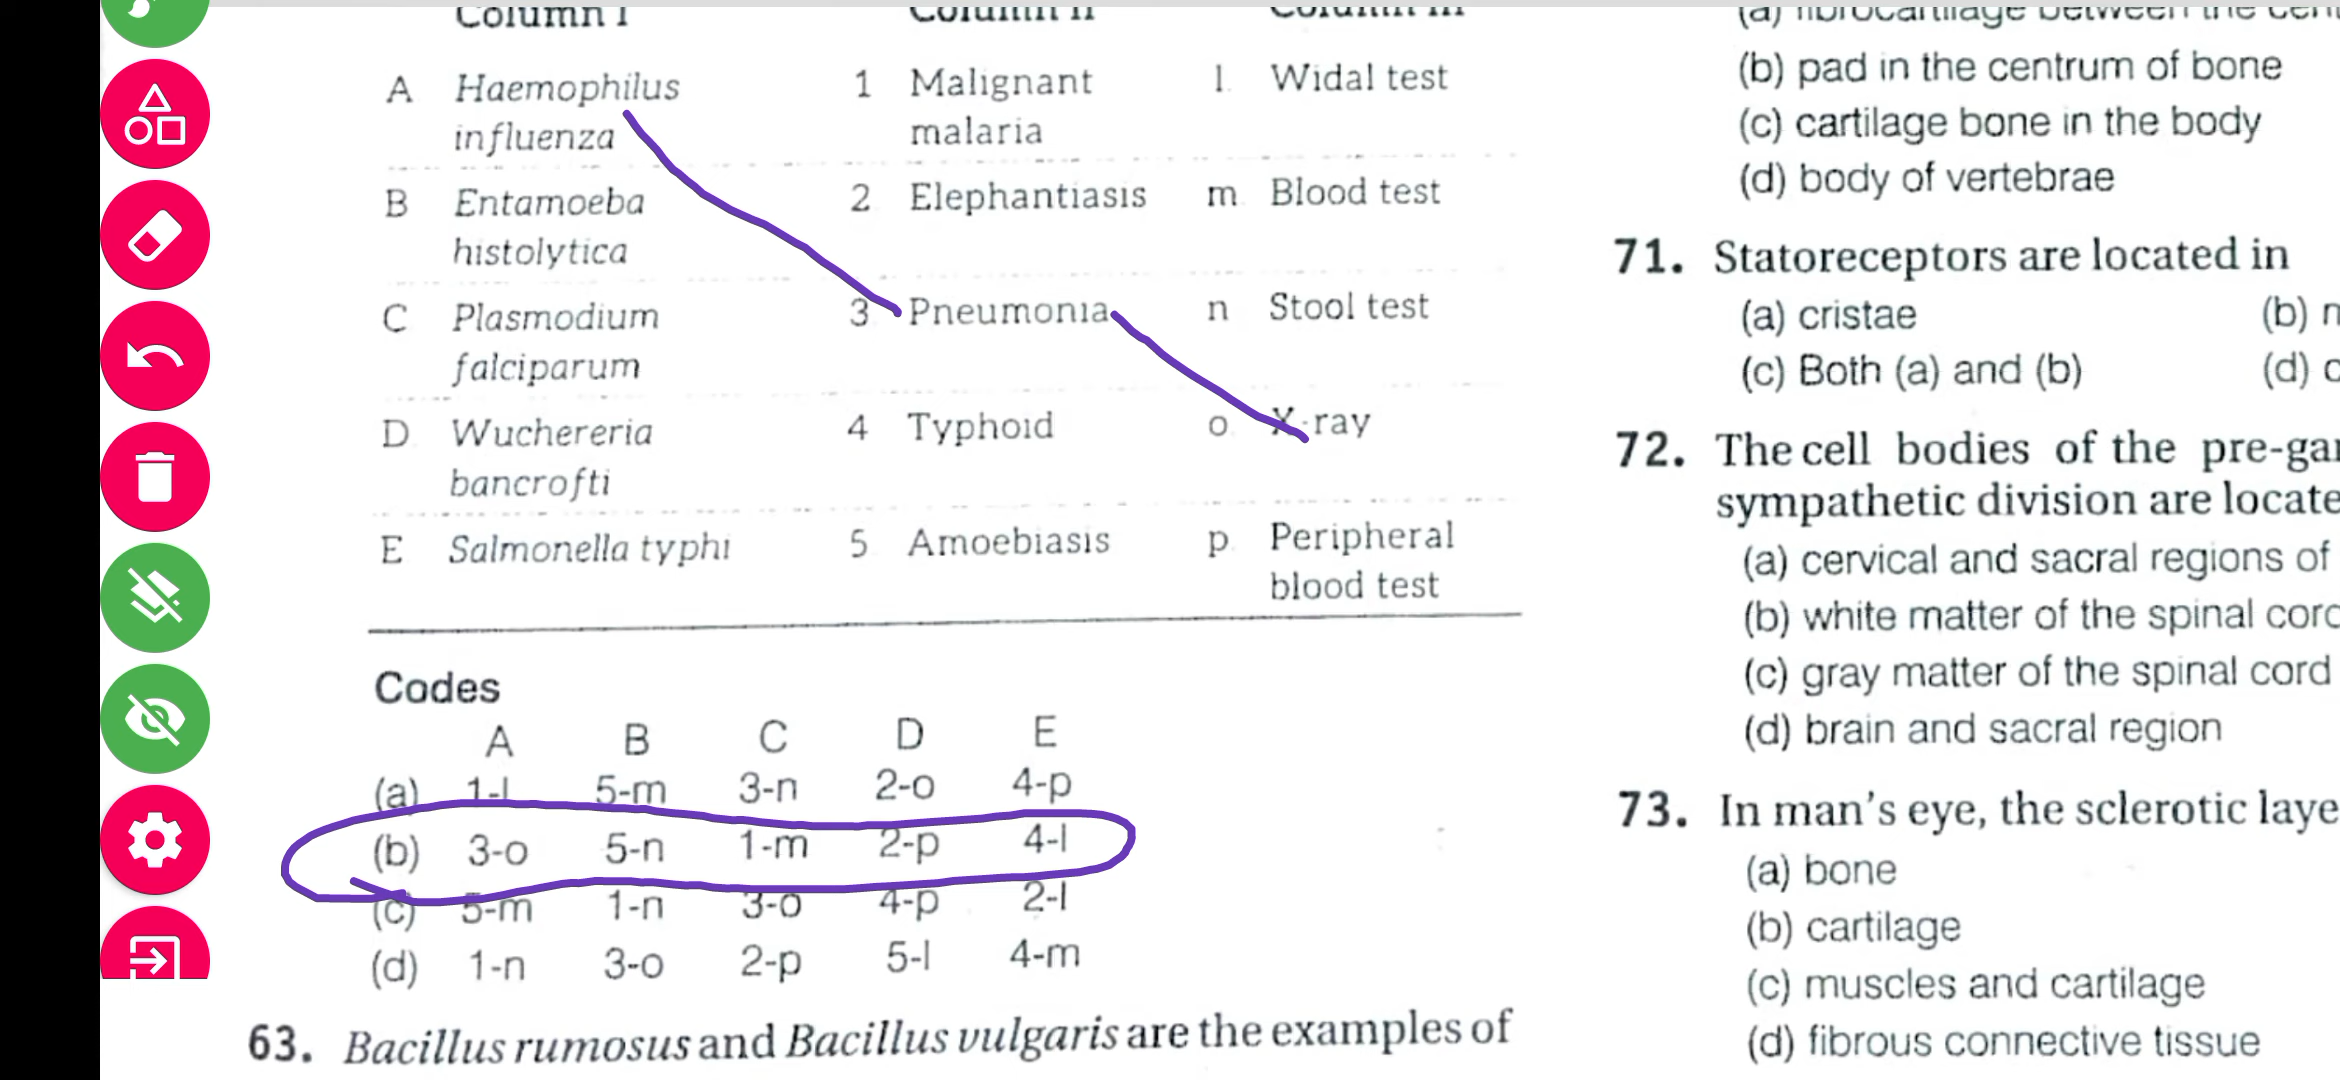 Column I Column II Column III
A Haemophilus influenza 1 Malignant malaria l. Widal test
B Entamoeba histolytica 2 Elephantiasis m. Blood test
C Plasmodium falciparum 3 Pneumonia n Stool test
D. Wuchereria bancrofti 4 Typhoid o. X-ray
E Salmonella typhi 5 Amoebiasis p. Peripheral blood test
Codes
A B C D E
(a) 1-l 5-m 3-n 2-o 4-p
(b) 3-o 5-n 1-m 2-p 4-l
(c) 5-m 1-n 3-o 4-p 2-l
(d) 1-n 3-o 2-p 5-l 4-m
63. Bacillus rumosus and Bacillus vulgaris are the examples of
(a) fibrocartilage between the
(b) pad in the centrum of bone
(c) cartilage bone in the body
(d) body of vertebrae
71. Statoreceptors are located in
(a) cristae (b)
(c) Both (a) and (b) (d)
72. The cell bodies of the
sympathetic division are
(a) cervical and sacral regions of
(b) white matter of the spinal
(c) gray matter of the spinal cord
(d) brain and sacral region
73. In man's eye, the sclerotic
(a) bone
(b) cartilage
(c) muscles and cartilage
(d) fibrous connective tissue